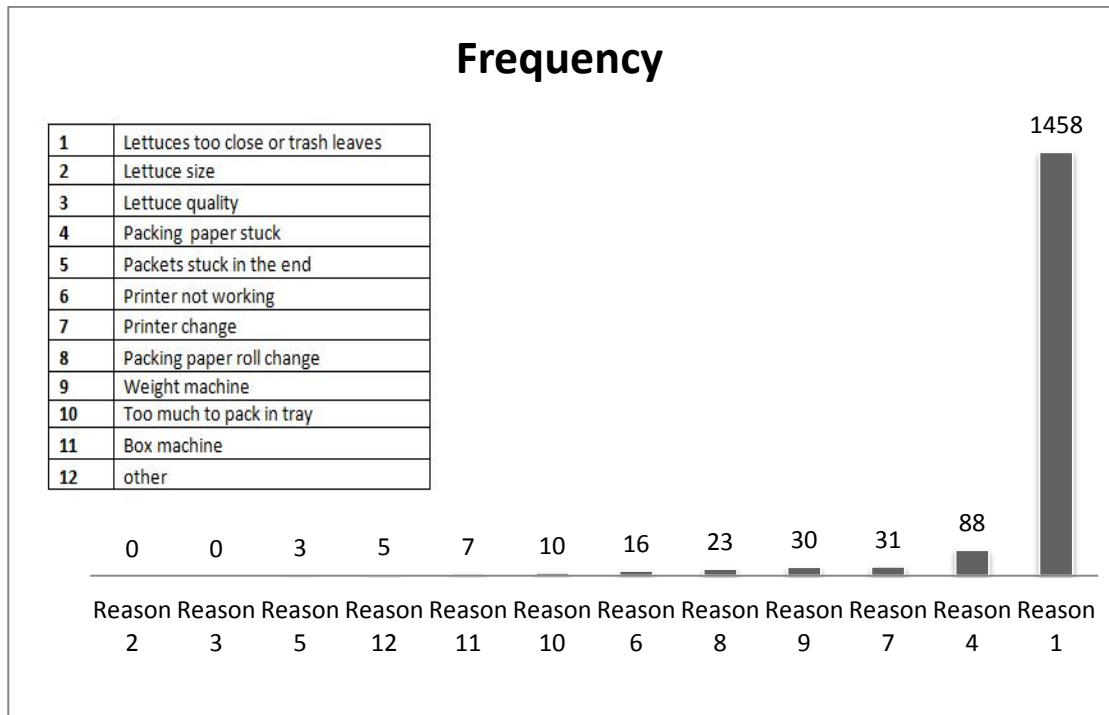 Frequency
1 Lettuces too close or trash leaves
2 Lettuce size
3 Lettuce quality
4 Packing paper stuck
5 Packets stuck in the end
6 Printer not working
7 Printer change
8 Packing paper roll change
9 Weight machine
10 Too much to pack in tray
11 Box machine
12 other
0 0 3 5 7 10 16 23 30 31 88 1458
Reason Reason Reason Reason Reason Reason Reason Reason Reason Reason Reason Reason
2 3 5 12 11 10 6 8 9 7 4 1